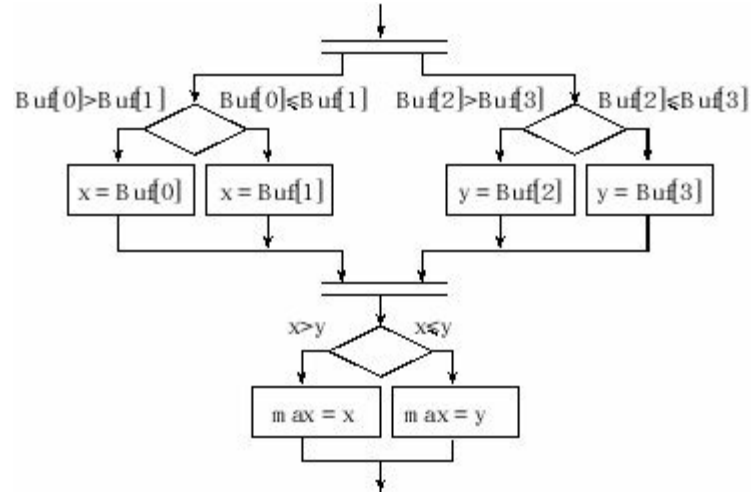 Buf[0]>Buf[1] Buf[0]⩽Buf[1] Buf[2]>Buf[3] Buf[2]⩽Buf[3]
x = Buf[0] x = Buf[1] y = Buf[2] y = Buf[3]
x>y x⩽y
max = x max = y